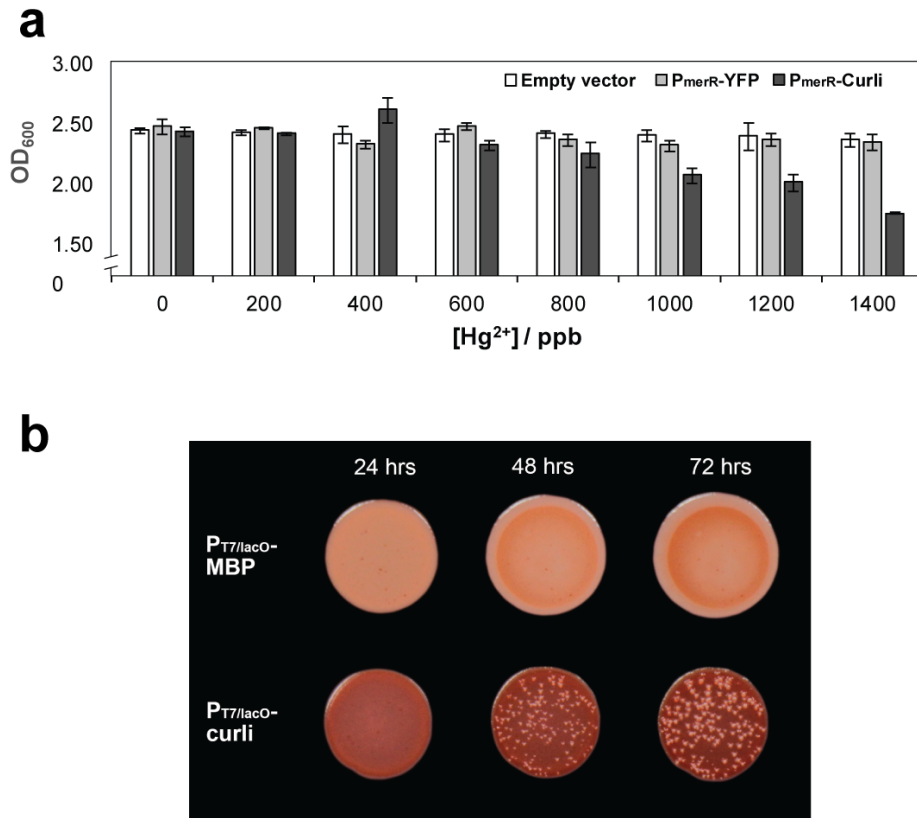 a
3.00
Empty vector PmerR-YFP PmerR-Curli
2.50
OD600
2.00
1.50
0
0 200 400 600 800 1000 1200 1400
[Hg2+] / ppb
b
24 hrs 48 hrs 72 hrs
PT7/lacO-
MBP
PT7/lacO-
curli